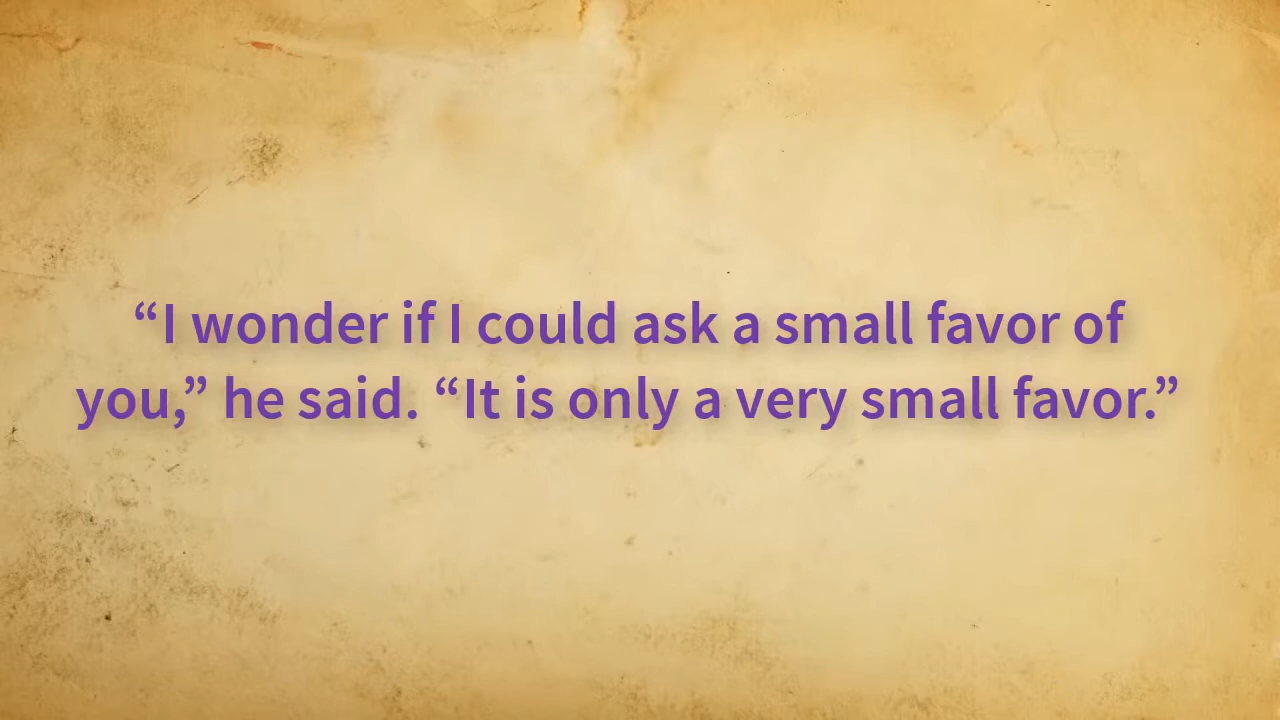 “I wonder if I could ask a small favor of
you,” he said. “It is only a very small favor.”